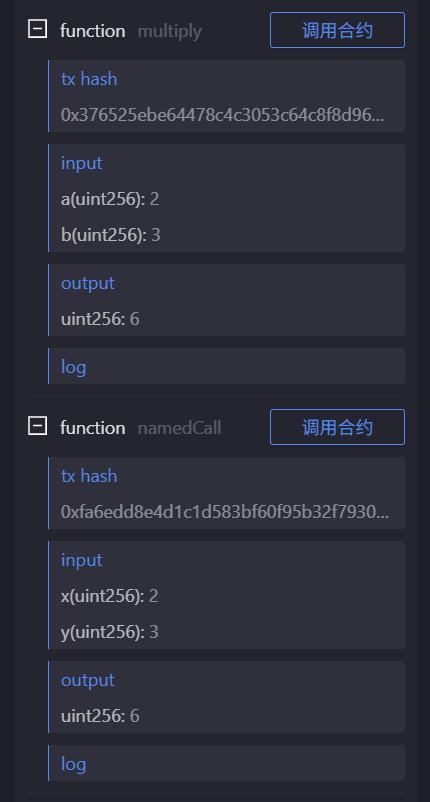 function multiply 调用合约
tx hash
0x376525ebe64478c4c3053c64c8f8d96...
input
a(uint256): 2
b(uint256): 3
output
uint256: 6
log
function namedCall 调用合约
tx hash
0xfa6edd8e4d1c1d583bf60f95b32f7930...
input
x(uint256): 2
y(uint256): 3
output
uint256: 6
log